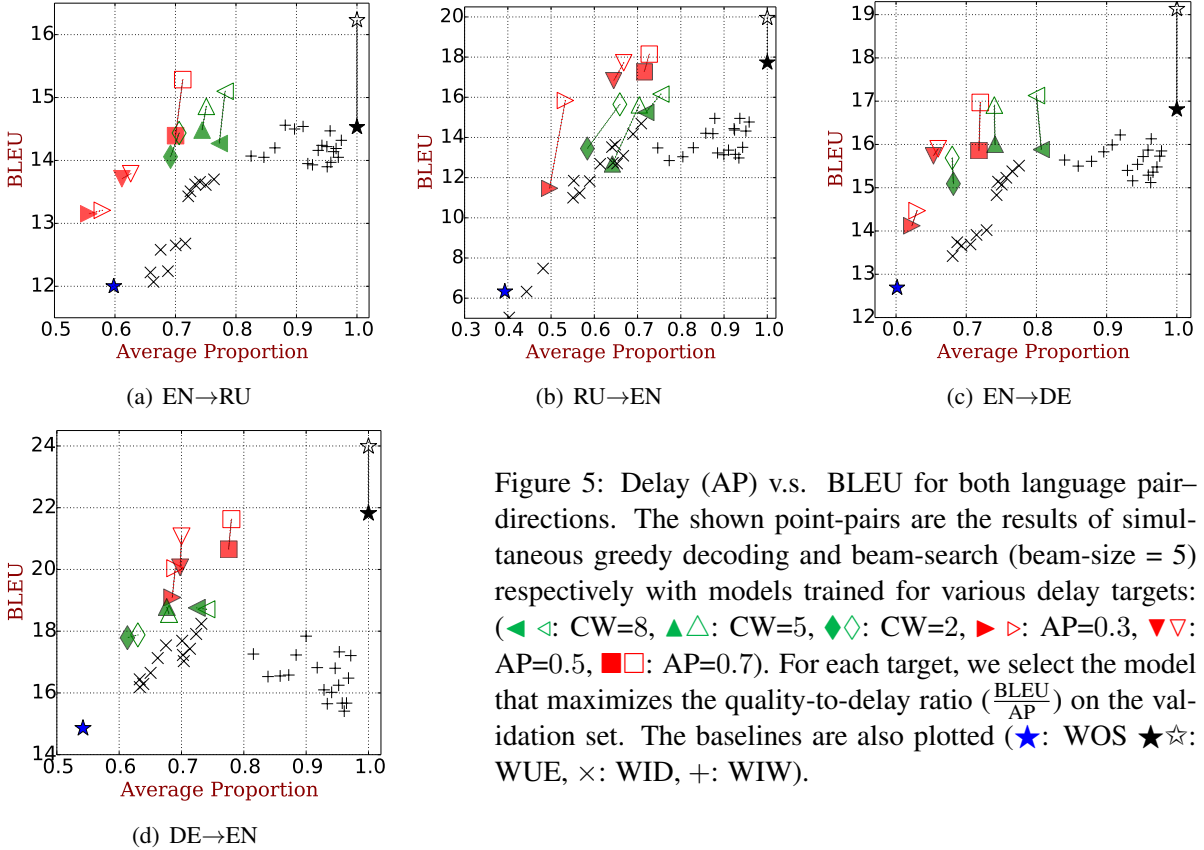 16
15
14
13
12
BLEU
0.5 0.6 0.7 0.8 0.9 1.0
Average Proportion
(a) EN→RU
20
18
16
14
12
10
8
6
BLEU
0.3 0.4 0.5 0.6 0.7 0.8 0.9 1.0
Average Proportion
(b) RU→EN
19
18
17
16
15
14
13
12
BLEU
0.6 0.7 0.8 0.9 1.0
Average Proportion
(c) EN→DE
24
22
20
18
16
14
BLEU
0.5 0.6 0.7 0.8 0.9 1.0
Average Proportion
(d) DE→EN
Figure 5: Delay (AP) v.s. BLEU for both language pair–
directions. The shown point-pairs are the results of simul-
taneous greedy decoding and beam-search (beam-size = 5)
respectively with models trained for various delay targets:
(◀ ◁: CW=8, ▲△: CW=5, ♦◇: CW=2, ▶ ▷: AP=0.3, ▼▽:
AP=0.5, ■□: AP=0.7). For each target, we select the model
that maximizes the quality-to-delay ratio (BLEU/AP) on the val-
idation set. The baselines are also plotted (★: WOS ★☆:
WUE, ×: WID, +: WIW).